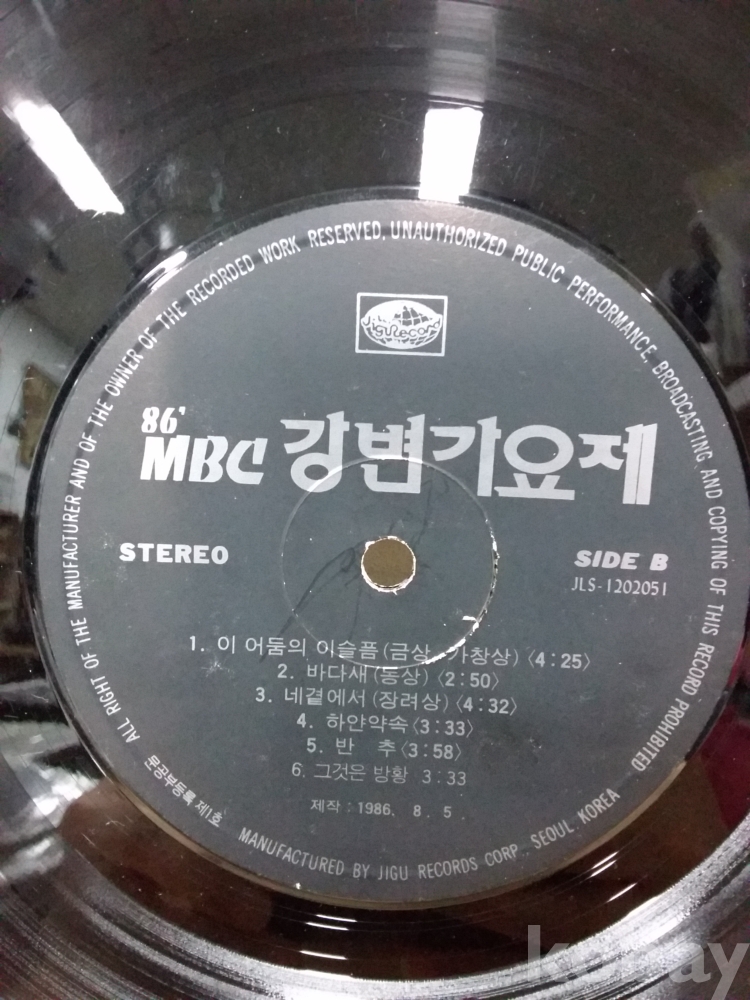 ALL RIGHT OF THE MANUFACTURER AND OF THE OWNER OF THE RECORDED WORK RESERVED, UNAUTHORIZED PUBLIC PERFORMANCE, BROADCASTING AND COPYING OF THIS RECORD PROHIBITED
JiguRecord
86'
MBC 강변가요제
STEREO
SIDE B
JLS-1202051
1. 이 어둠의 이슬픔(금상, 가창상)〈4:25〉
2. 바다새(동상)〈2:50〉
3. 네곁에서(장려상)〈4:32〉
4. 하얀약속〈3:33〉
5. 반 추〈3:58〉
6. 그것은 방황 3:33
제작 : 1986. 8. 5
문공부등록 제1호
MANUFACTURED BY JIGU RECORDS CORP. SEOUL KOREA